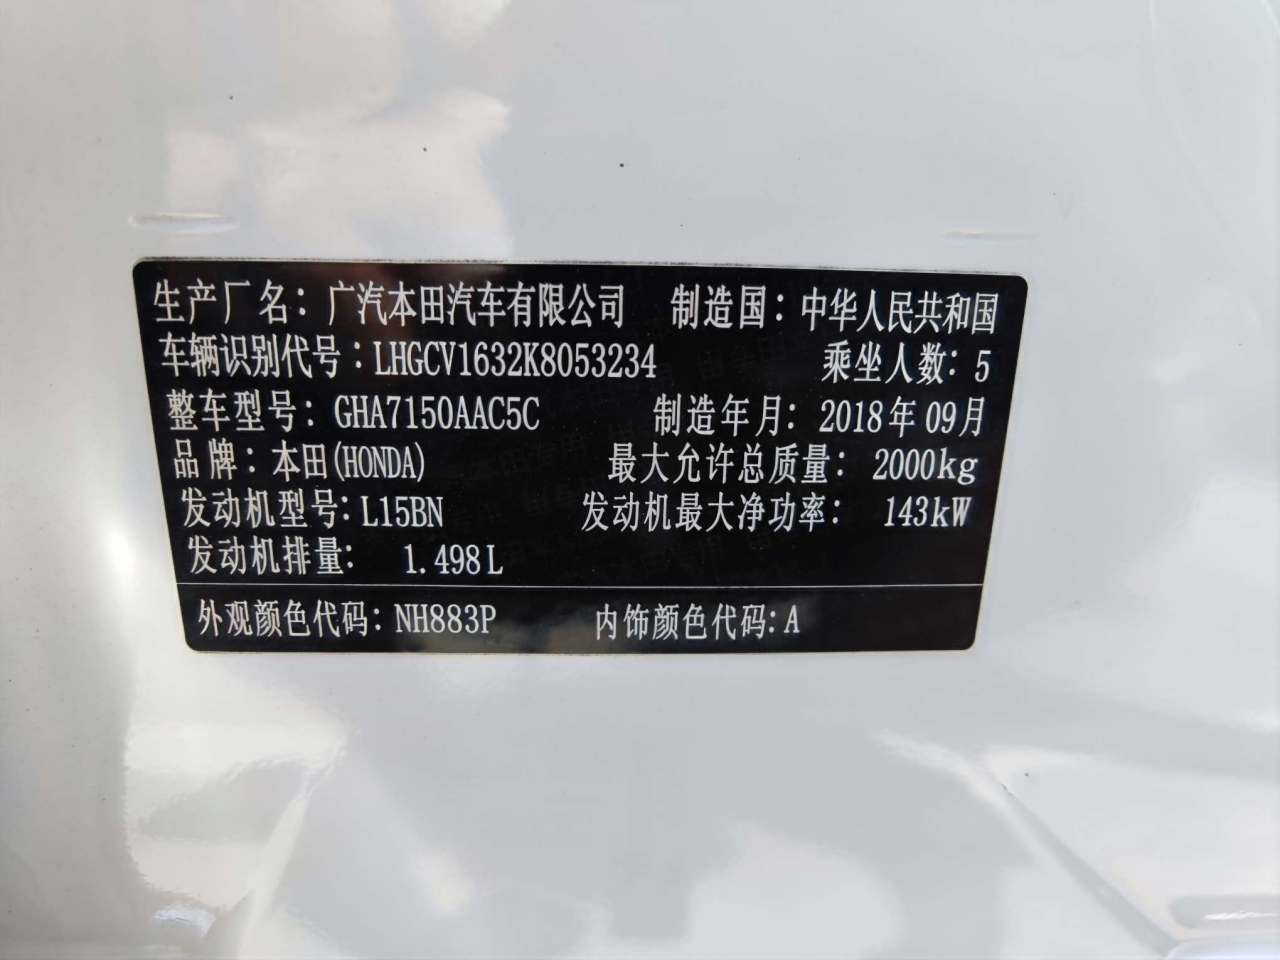 生产厂名：广汽本田汽车有限公司 制造国：中华人民共和国
车辆识别代号：LHGCV1632K8053234 乘坐人数：5
整车型号：GHA7150AAC5C 制造年月：2018年09月
品牌：本田(HONDA) 最大允许总质量：2000kg
发动机型号：L15BN 发动机最大净功率：143kW
发动机排量：1.498L
外观颜色代码：NH883P 内饰颜色代码：A